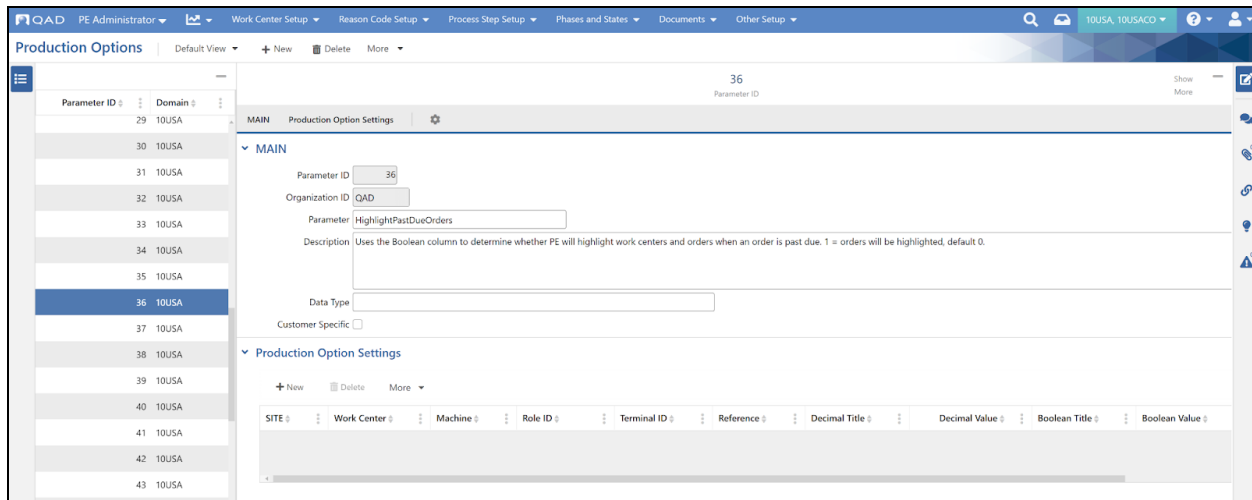 QAD PE Administrator Work Center Setup Reason Code Setup Process Step Setup Phases and States Documents Other Setup 10USA, 10USACO
Production Options Default View + New Delete More
36
Parameter ID
Show
More
Parameter ID Domain
29 10USA
30 10USA
31 10USA
32 10USA
33 10USA
34 10USA
35 10USA
36 10USA
37 10USA
38 10USA
39 10USA
40 10USA
41 10USA
42 10USA
43 10USA
MAIN Production Option Settings
MAIN
Parameter ID 36
Organization ID QAD
Parameter HighlightPastDueOrders
Description Uses the Boolean column to determine whether PE will highlight work centers and orders when an order is past due. 1 = orders will be highlighted, default 0.
Data Type
Customer Specific
Production Option Settings
+ New Delete More
SITE Work Center Machine Role ID Terminal ID Reference Decimal Title Decimal Value Boolean Title Boolean Value